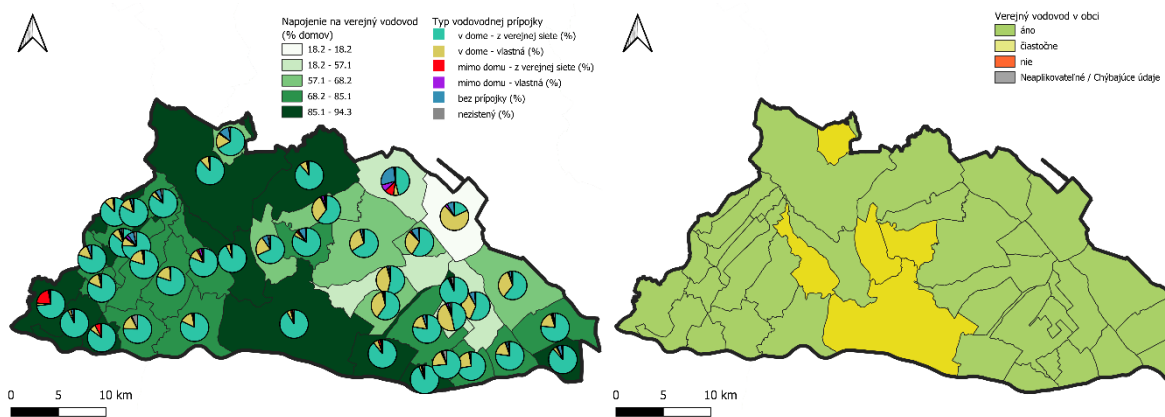 Napojenie na verejný vodovod
(% domov)
18.2 - 18.2
18.2 - 57.1
57.1 - 68.2
68.2 - 85.1
85.1 - 94.3
Typ vodovodnej prípojky
v dome - z verejnej siete (%)
v dome - vlastná (%)
mimo domu - z verejnej siete (%)
mimo domu - vlastná (%)
bez prípojky (%)
nezistený (%)
0 5 10 km
Verejný vodovod v obci
áno
čiastočne
nie
Neaplikovateľné / Chýbajúce údaje
0 5 10 km